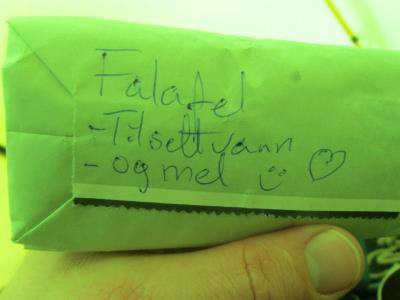 Falafel
- Tilsett vann
- og mel